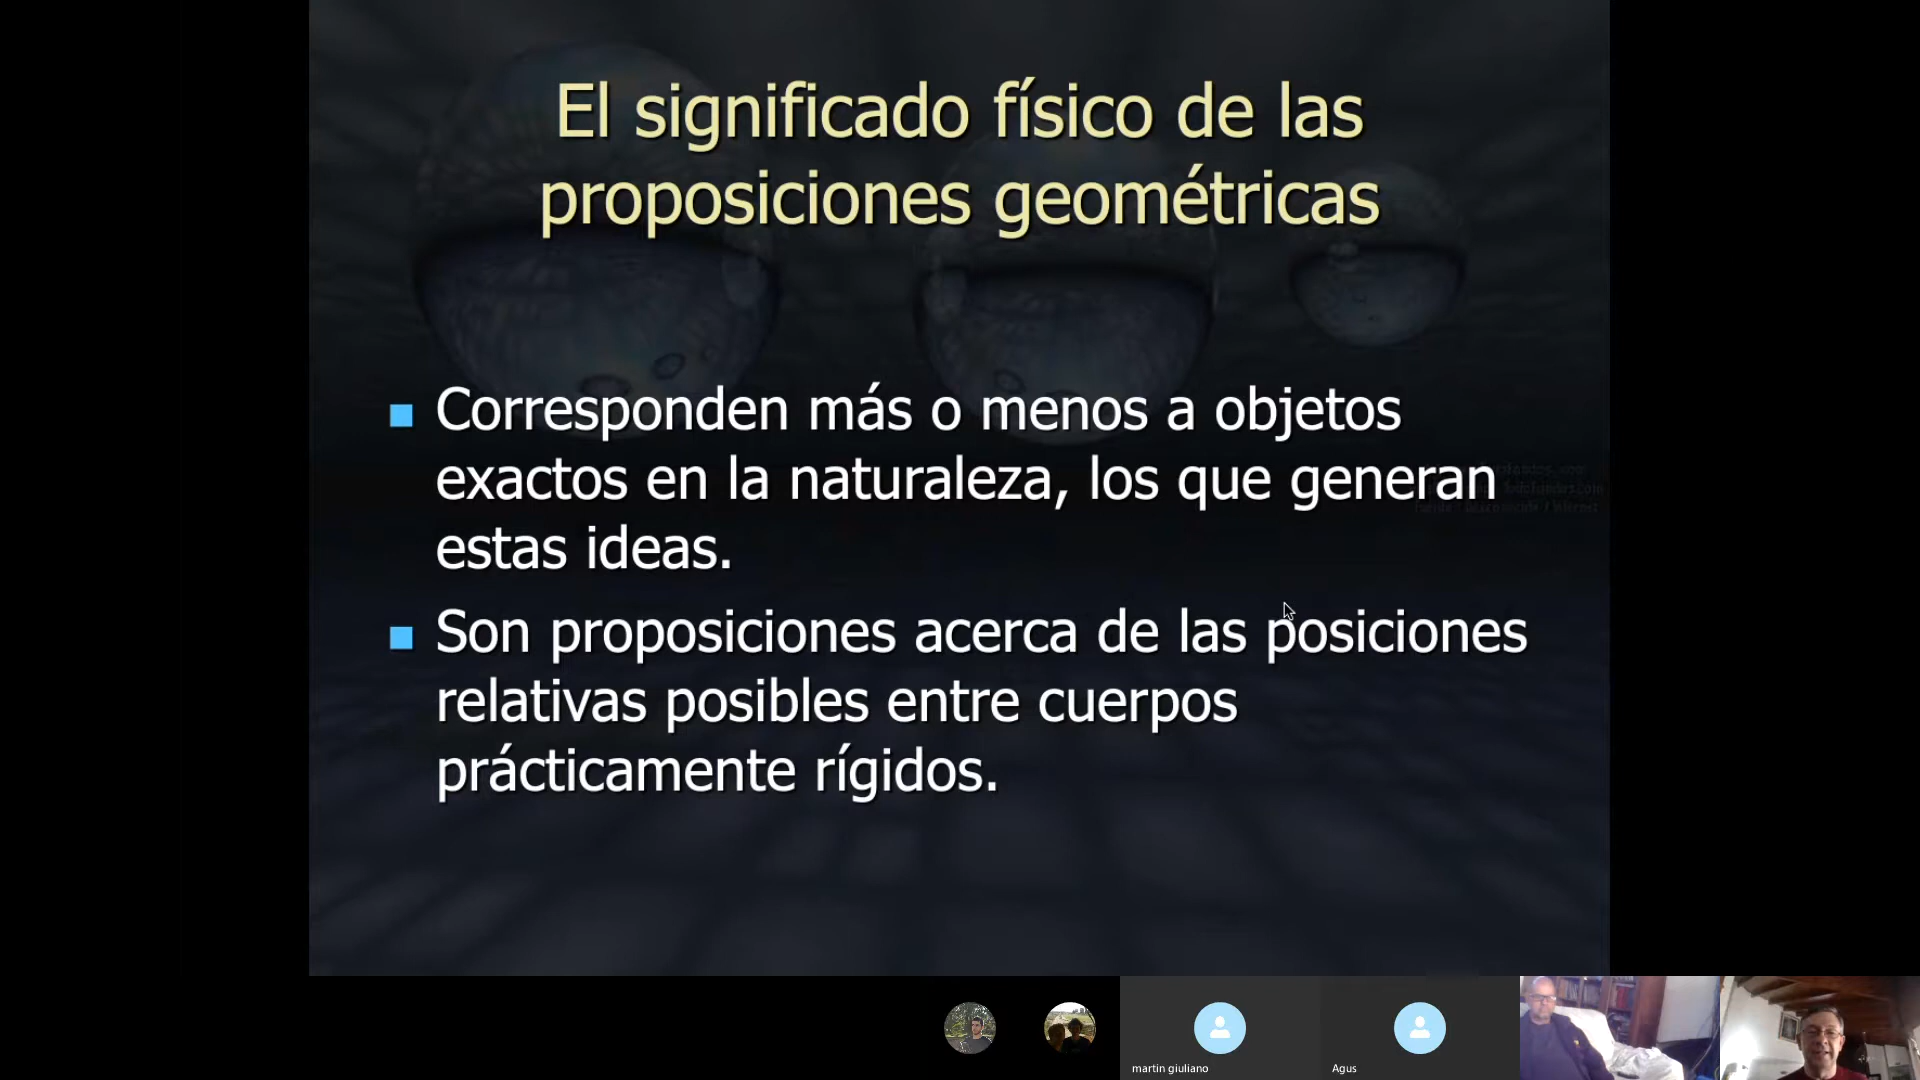 El significado físico de las
proposiciones geométricas
Corresponden más o menos a objetos
exactos en la naturaleza, los que generan
estas ideas.
Son proposiciones acerca de las posiciones
relativas posibles entre cuerpos
prácticamente rígidos.
martin giuliano
Agus